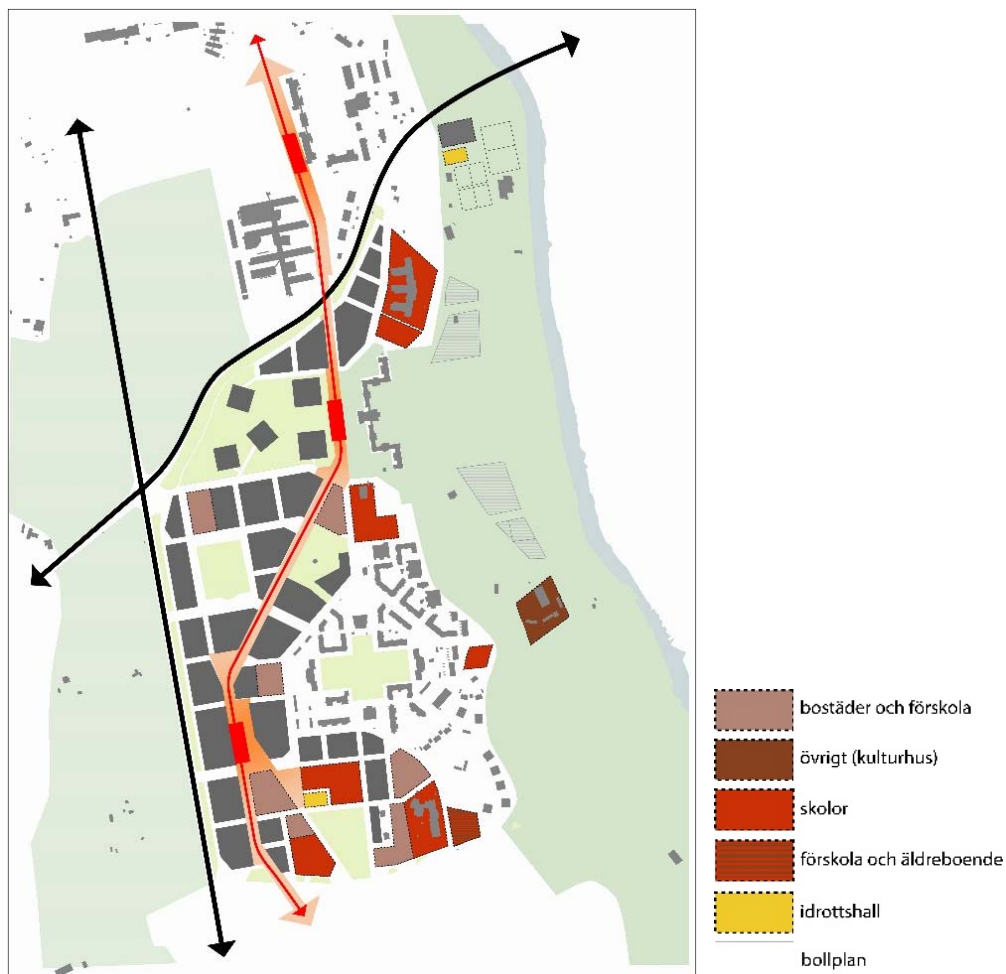 bostäder och förskola
övrigt (kulturhus)
skolor
förskola och äldreboende
idrottshall
bollplan